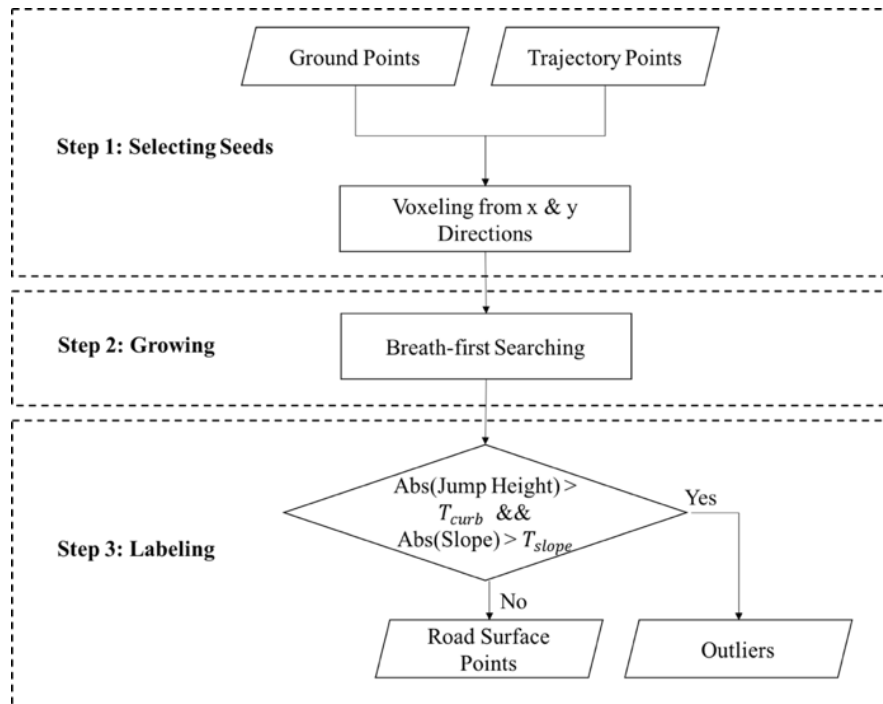 Ground Points
Trajectory Points
Step 1: Selecting Seeds
Voxeling from x & y
Directions
Step 2: Growing
Breath-first Searching
Abs(Jump Height) >
T_curb &&
Abs(Slope) > T_slope
Yes
Step 3: Labeling
No
Road Surface
Points
Outliers